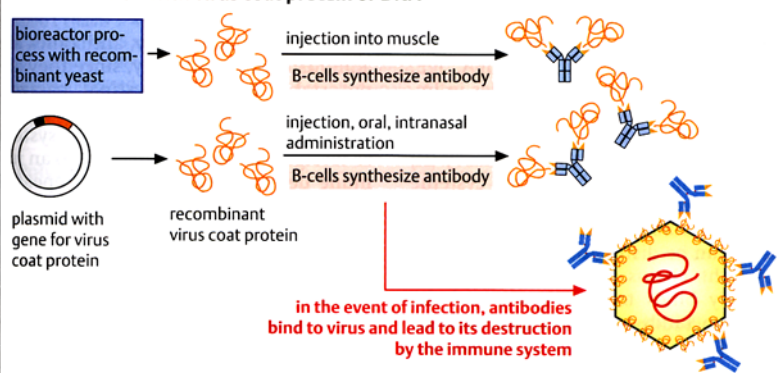 bioreactor pro-
cess with recom-
binant yeast
injection into muscle
B-cells synthesize antibody
injection, oral, intranasal
administration
B-cells synthesize antibody
plasmid with
gene for virus
coat protein
recombinant
virus coat protein
in the event of infection, antibodies
bind to virus and lead to its destruction
by the immune system